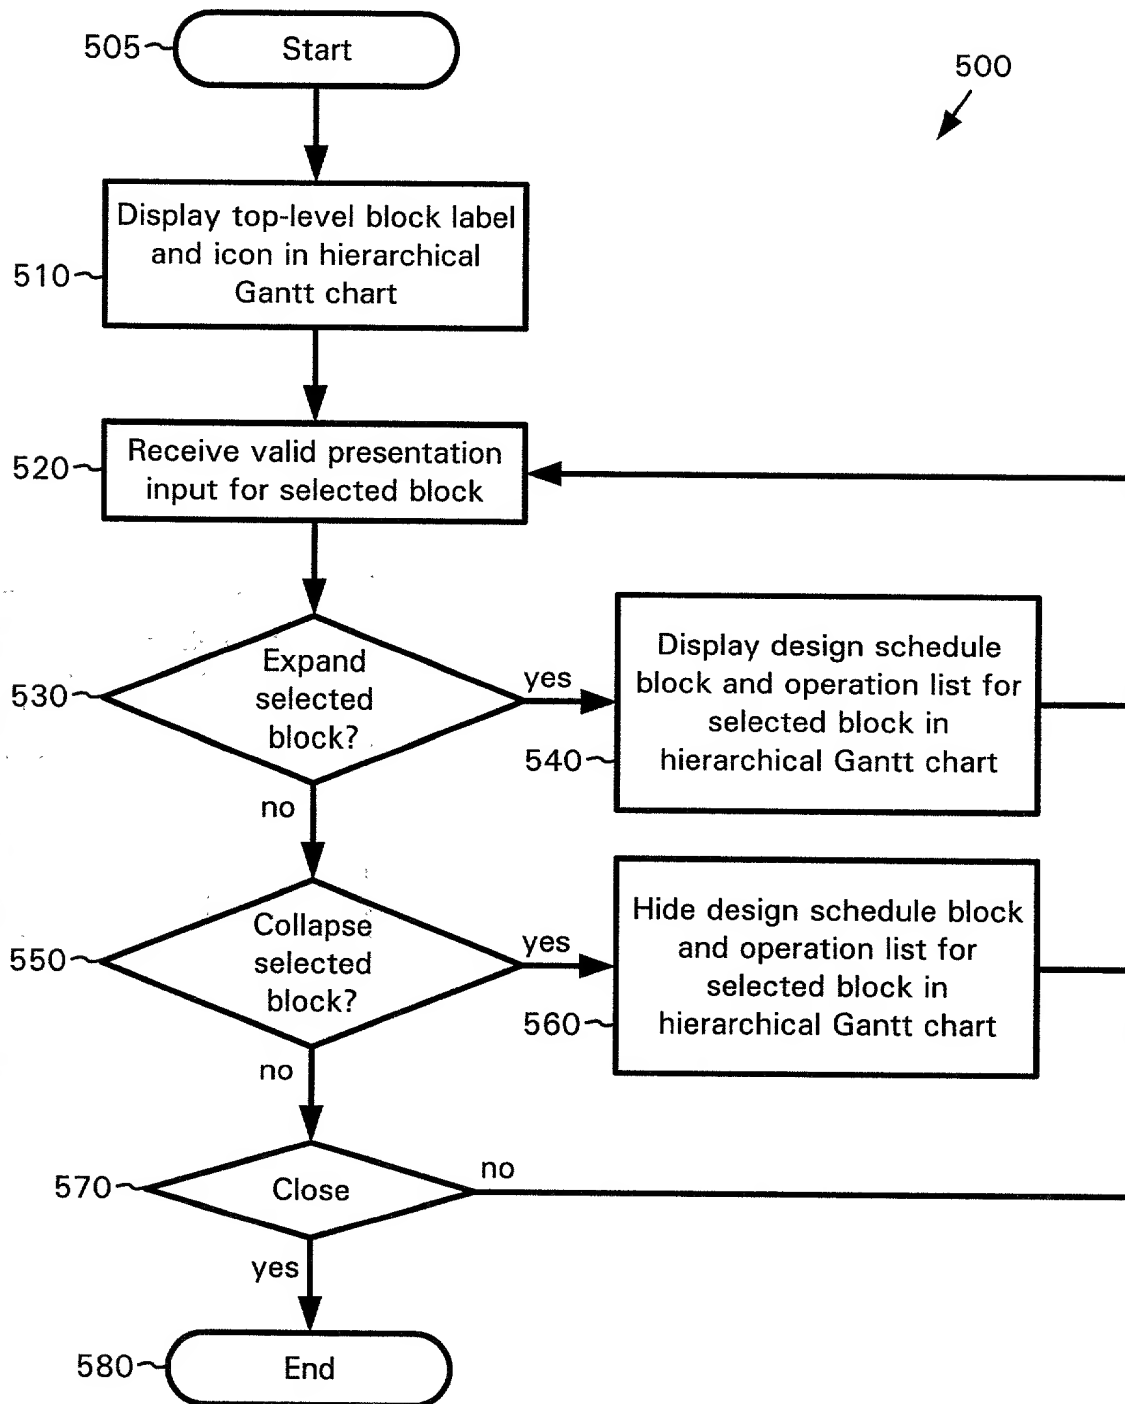 505
Start
500
Display top-level block label
and icon in hierarchical
Gantt chart
510
Receive valid presentation
input for selected block
520
Expand
selected
block?
530
yes
Display design schedule
block and operation list for
selected block in
hierarchical Gantt chart
540
no
Collapse
selected
block?
550
yes
Hide design schedule block
and operation list for
selected block in
hierarchical Gantt chart
560
no
570
Close
no
yes
580
End